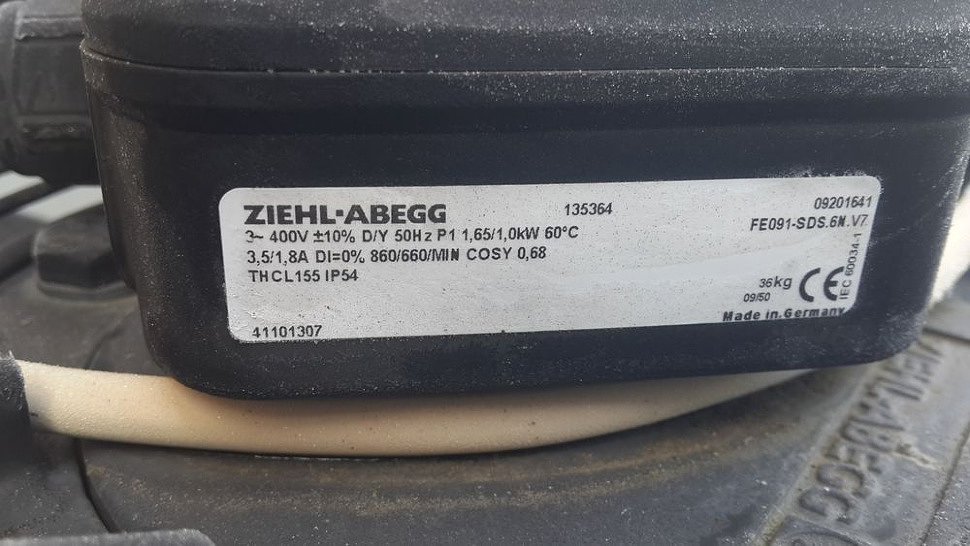 ZIEHL-ABEGG 135364 09201641
3~ 400V ±10% D/Y 50Hz P1 1,65/1,0kW 60°C FE091-SDS.6N.V7
3,5/1,8A DI=0% 860/660/MIN COSY 0,68
THCL155 IP54
36kg CE IEC 60034-1
09/50
41101307 Made in Germany
ZIEHL-ABEGG